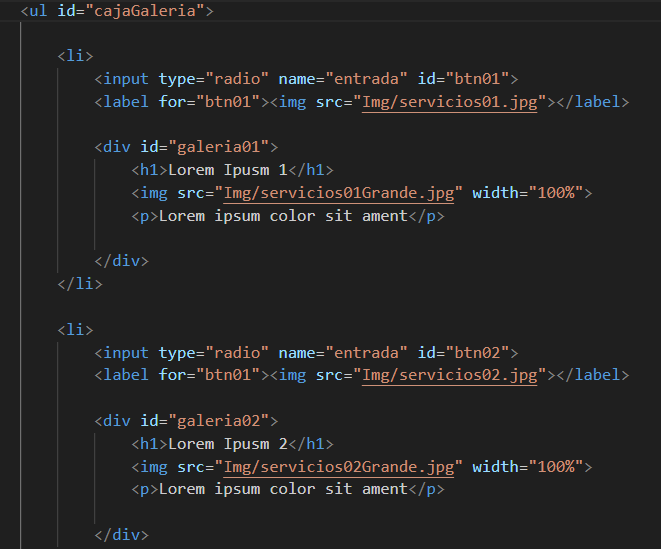 <ul id="cajaGaleria">
<li>
<input type="radio" name="entrada" id="btn01">
<label for="btn01"><img src="Img/servicios01.jpg"></label>
<div id="galeria01">
<h1>Lorem Ipusm 1</h1>
<img src="Img/servicios01Grande.jpg" width="100%">
<p>Lorem ipsum color sit ament</p>
</div>
</li>
<li>
<input type="radio" name="entrada" id="btn02">
<label for="btn01"><img src="Img/servicios02.jpg"></label>
<div id="galeria02">
<h1>Lorem Ipusm 2</h1>
<img src="Img/servicios02Grande.jpg" width="100%">
<p>Lorem ipsum color sit ament</p>
</div>